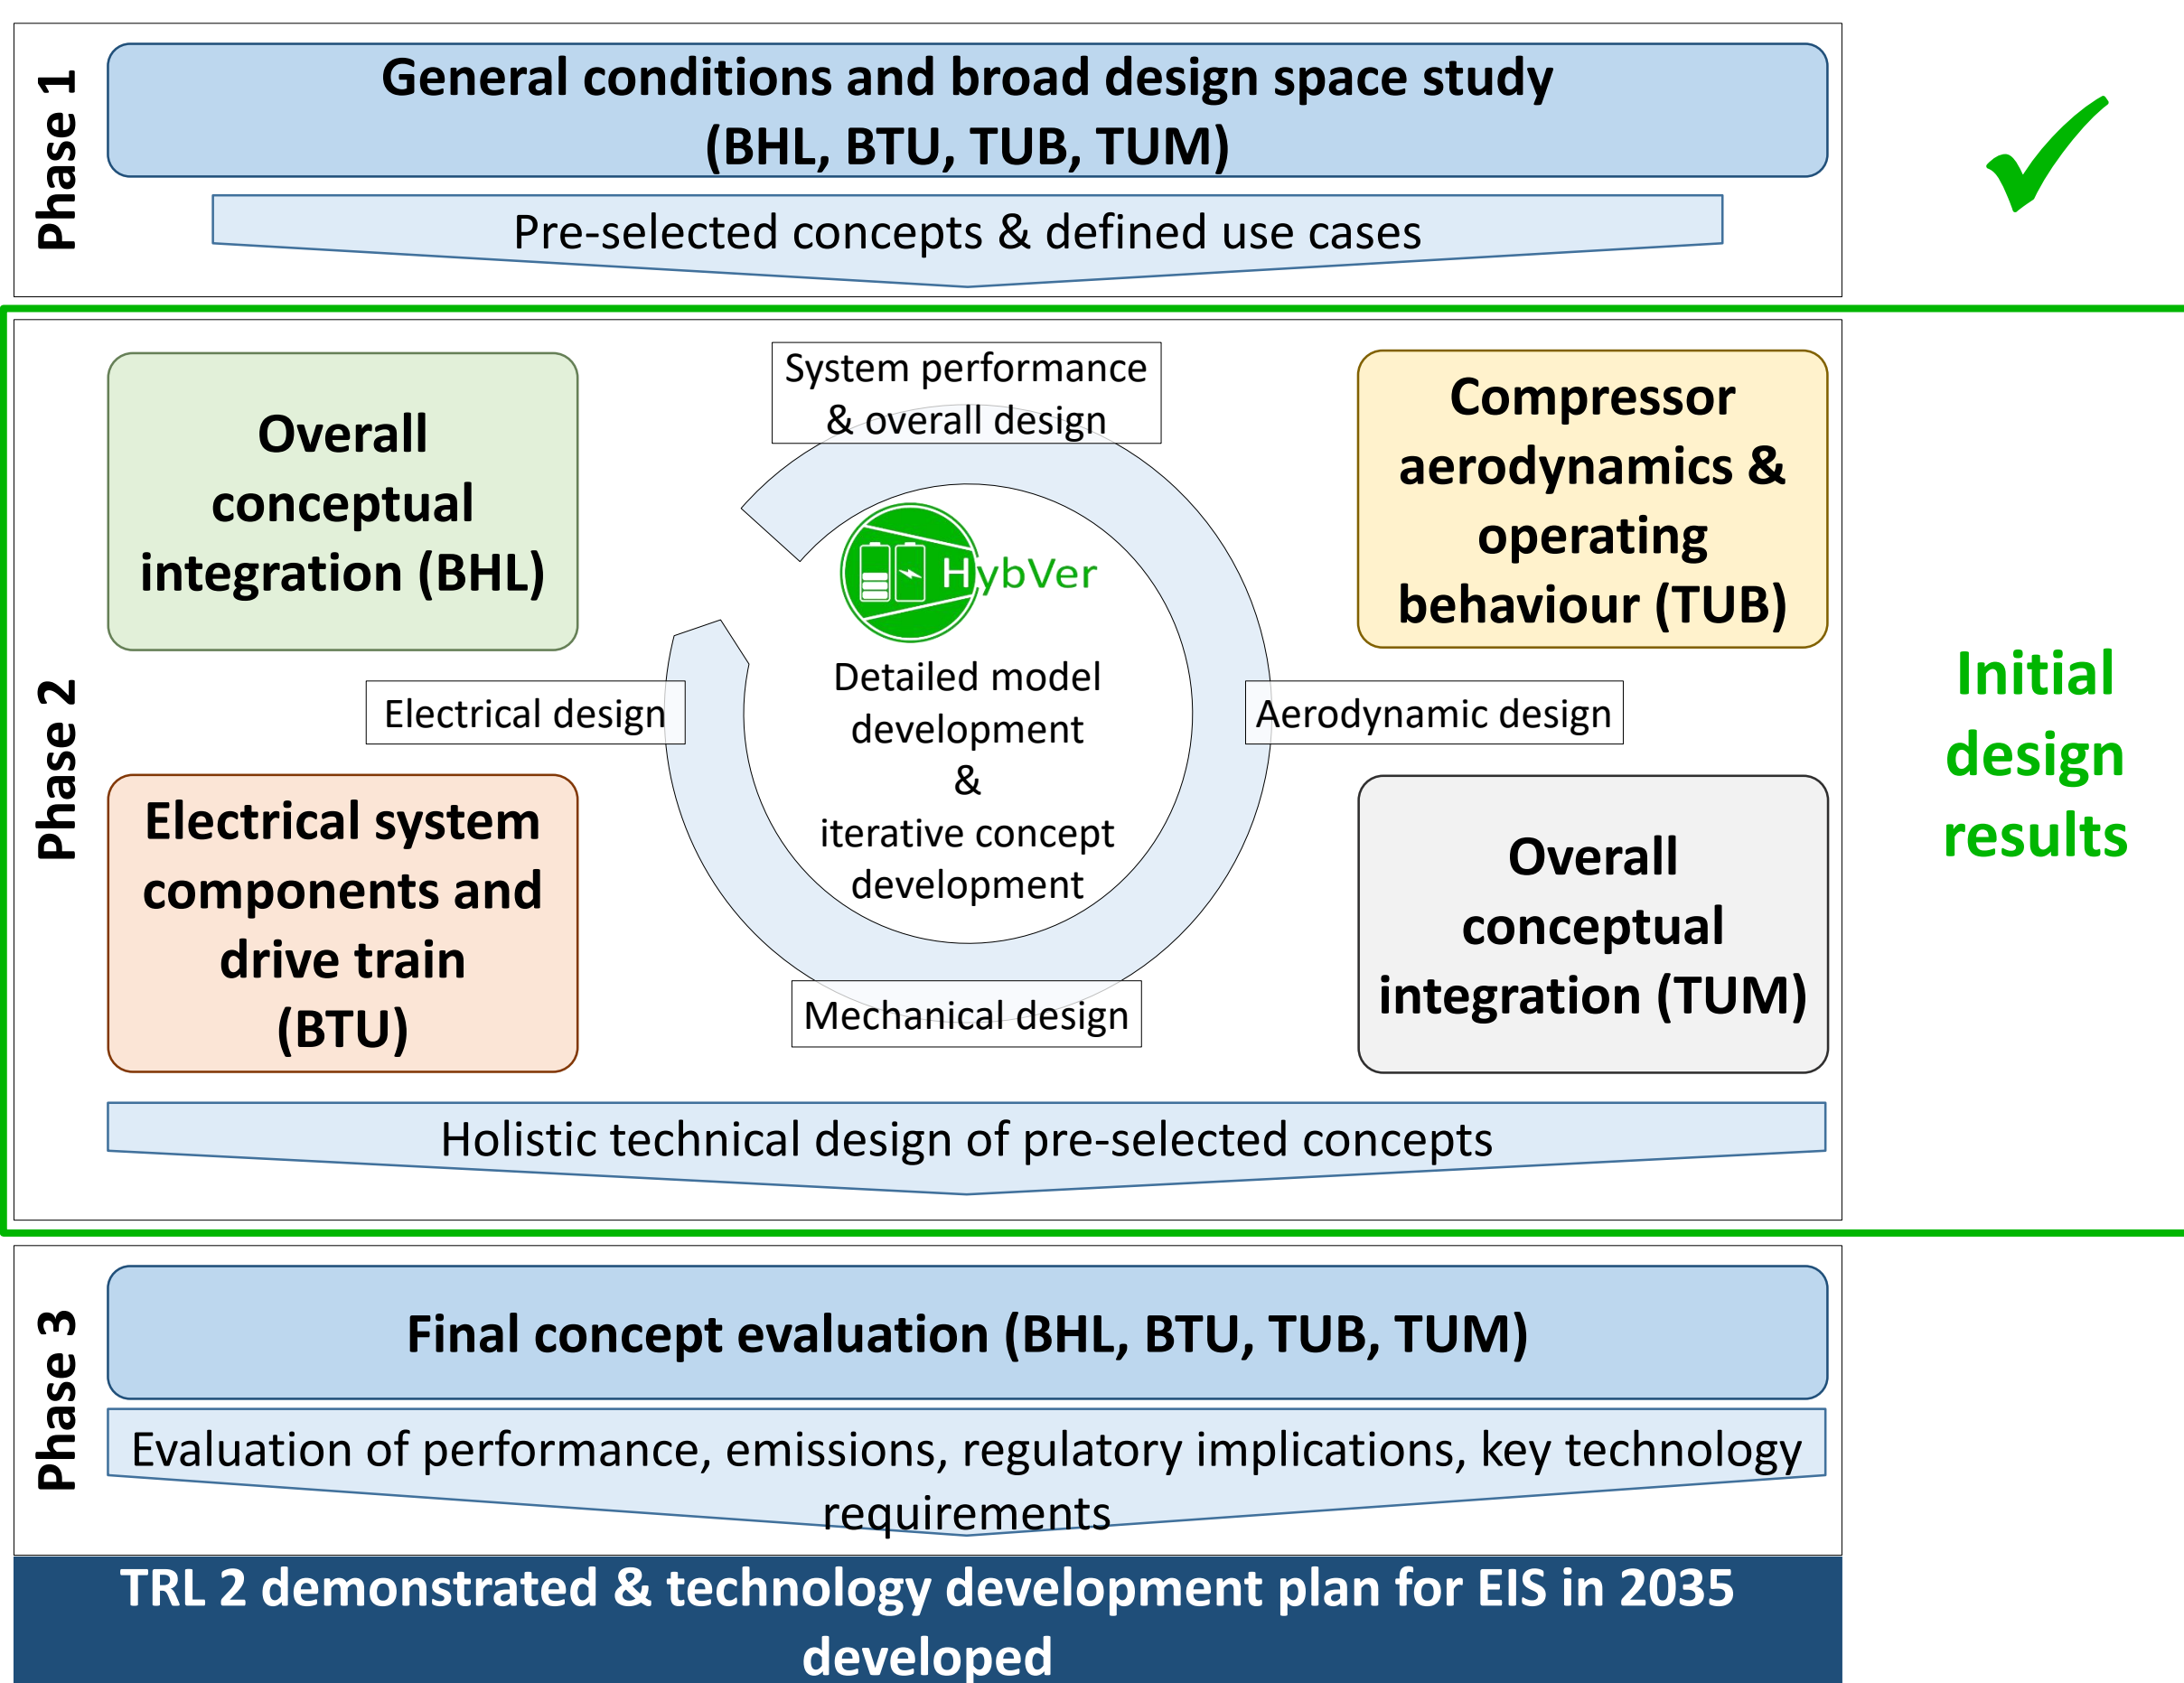 Phase 1
General conditions and broad design space study
(BHL, BTU, TUB, TUM)
Pre-selected concepts & defined use cases
Phase 2
Overall
conceptual
integration (BHL)
System performance
& overall design
Compressor
aerodynamics &
operating
behaviour (TUB)
HybVer
Detailed model
development
&
iterative concept
development
Electrical design
Aerodynamic design
Electrical system
components and
drive train
(BTU)
Mechanical design
Overall
conceptual
integration (TUM)
Holistic technical design of pre-selected concepts
Initial
design
results
Phase 3
Final concept evaluation (BHL, BTU, TUB, TUM)
Evaluation of performance, emissions, regulatory implications, key technology
requirements
TRL 2 demonstrated & technology development plan for EIS in 2035
developed